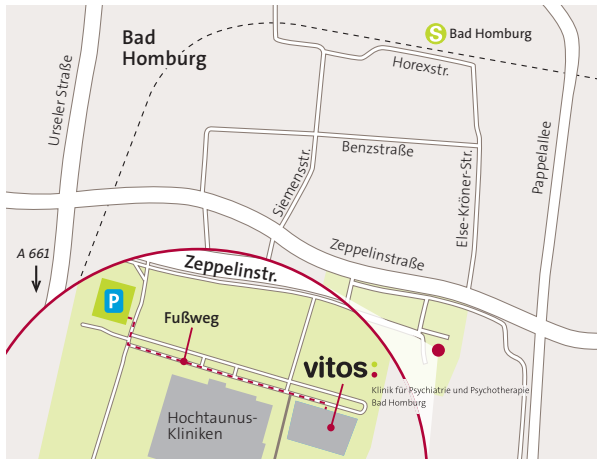 S Bad Homburg
Bad
Homburg
Urseler Straße
Horexstr.
Benzstraße
Siemensstr.
Else-Kröner-Str.
Pappelallee
Zeppelinstraße
A 661
Zeppelinstr.
P
Fußweg
vitos:
Klinik für Psychiatrie und Psychotherapie
Bad Homburg
Hochtaunus-
Kliniken